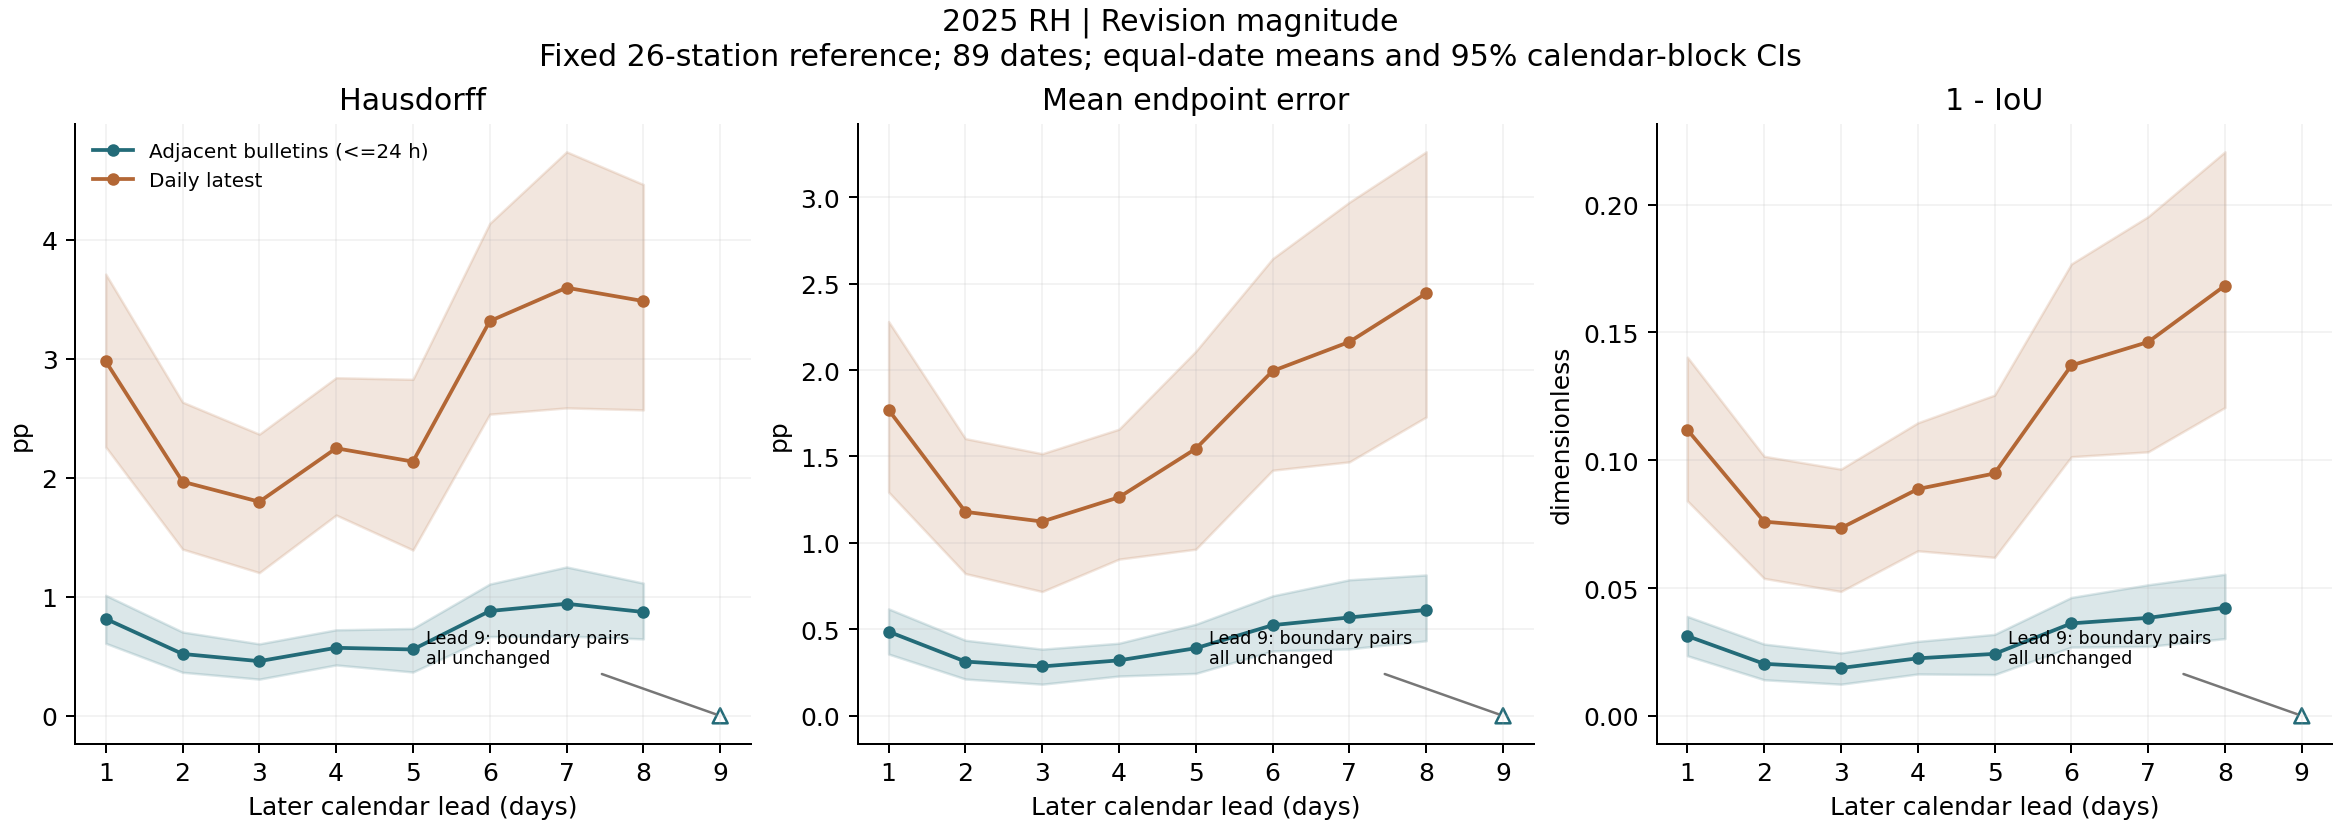 2025 RH | Revision magnitude
Fixed 26-station reference; 89 dates; equal-date means and 95% calendar-block CIs
Hausdorff
Adjacent bulletins (<=24 h)
Daily latest
4
3
2
1
0
pp
Lead 9: boundary pairs
all unchanged
1 2 3 4 5 6 7 8 9
Later calendar lead (days)
Mean endpoint error
3.0
2.5
2.0
1.5
1.0
0.5
0.0
pp
Lead 9: boundary pairs
all unchanged
1 2 3 4 5 6 7 8 9
Later calendar lead (days)
1 - IoU
0.20
0.15
0.10
0.05
0.00
dimensionless
Lead 9: boundary pairs
all unchanged
1 2 3 4 5 6 7 8 9
Later calendar lead (days)